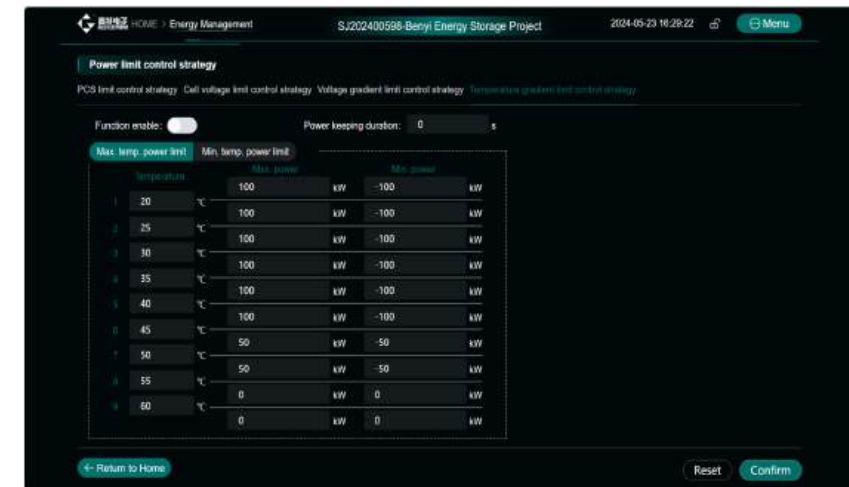 HOME > Energy Management SJ202400598-Benyi Energy Storage Project 2024-05-23 16:29:22 Menu
Power limit control strategy
PCS limit control strategy Cell voltage limit control strategy Voltage gradient limit control strategy Temperature gradient limit control strategy
Function enable: Power keeping duration: 0 s
Max. temp. power limit Min. temp. power limit
Temperature Max. power Min. power
100 kW -100 kW
1 20 ℃
100 kW -100 kW
2 25 ℃
100 kW -100 kW
3 30 ℃
100 kW -100 kW
4 35 ℃
100 kW -100 kW
5 40 ℃
100 kW -100 kW
6 45 ℃
50 kW -50 kW
7 50 ℃
50 kW -50 kW
8 55 ℃
0 kW 0 kW
9 60 ℃
0 kW 0 kW
← Return to Home Reset Confirm